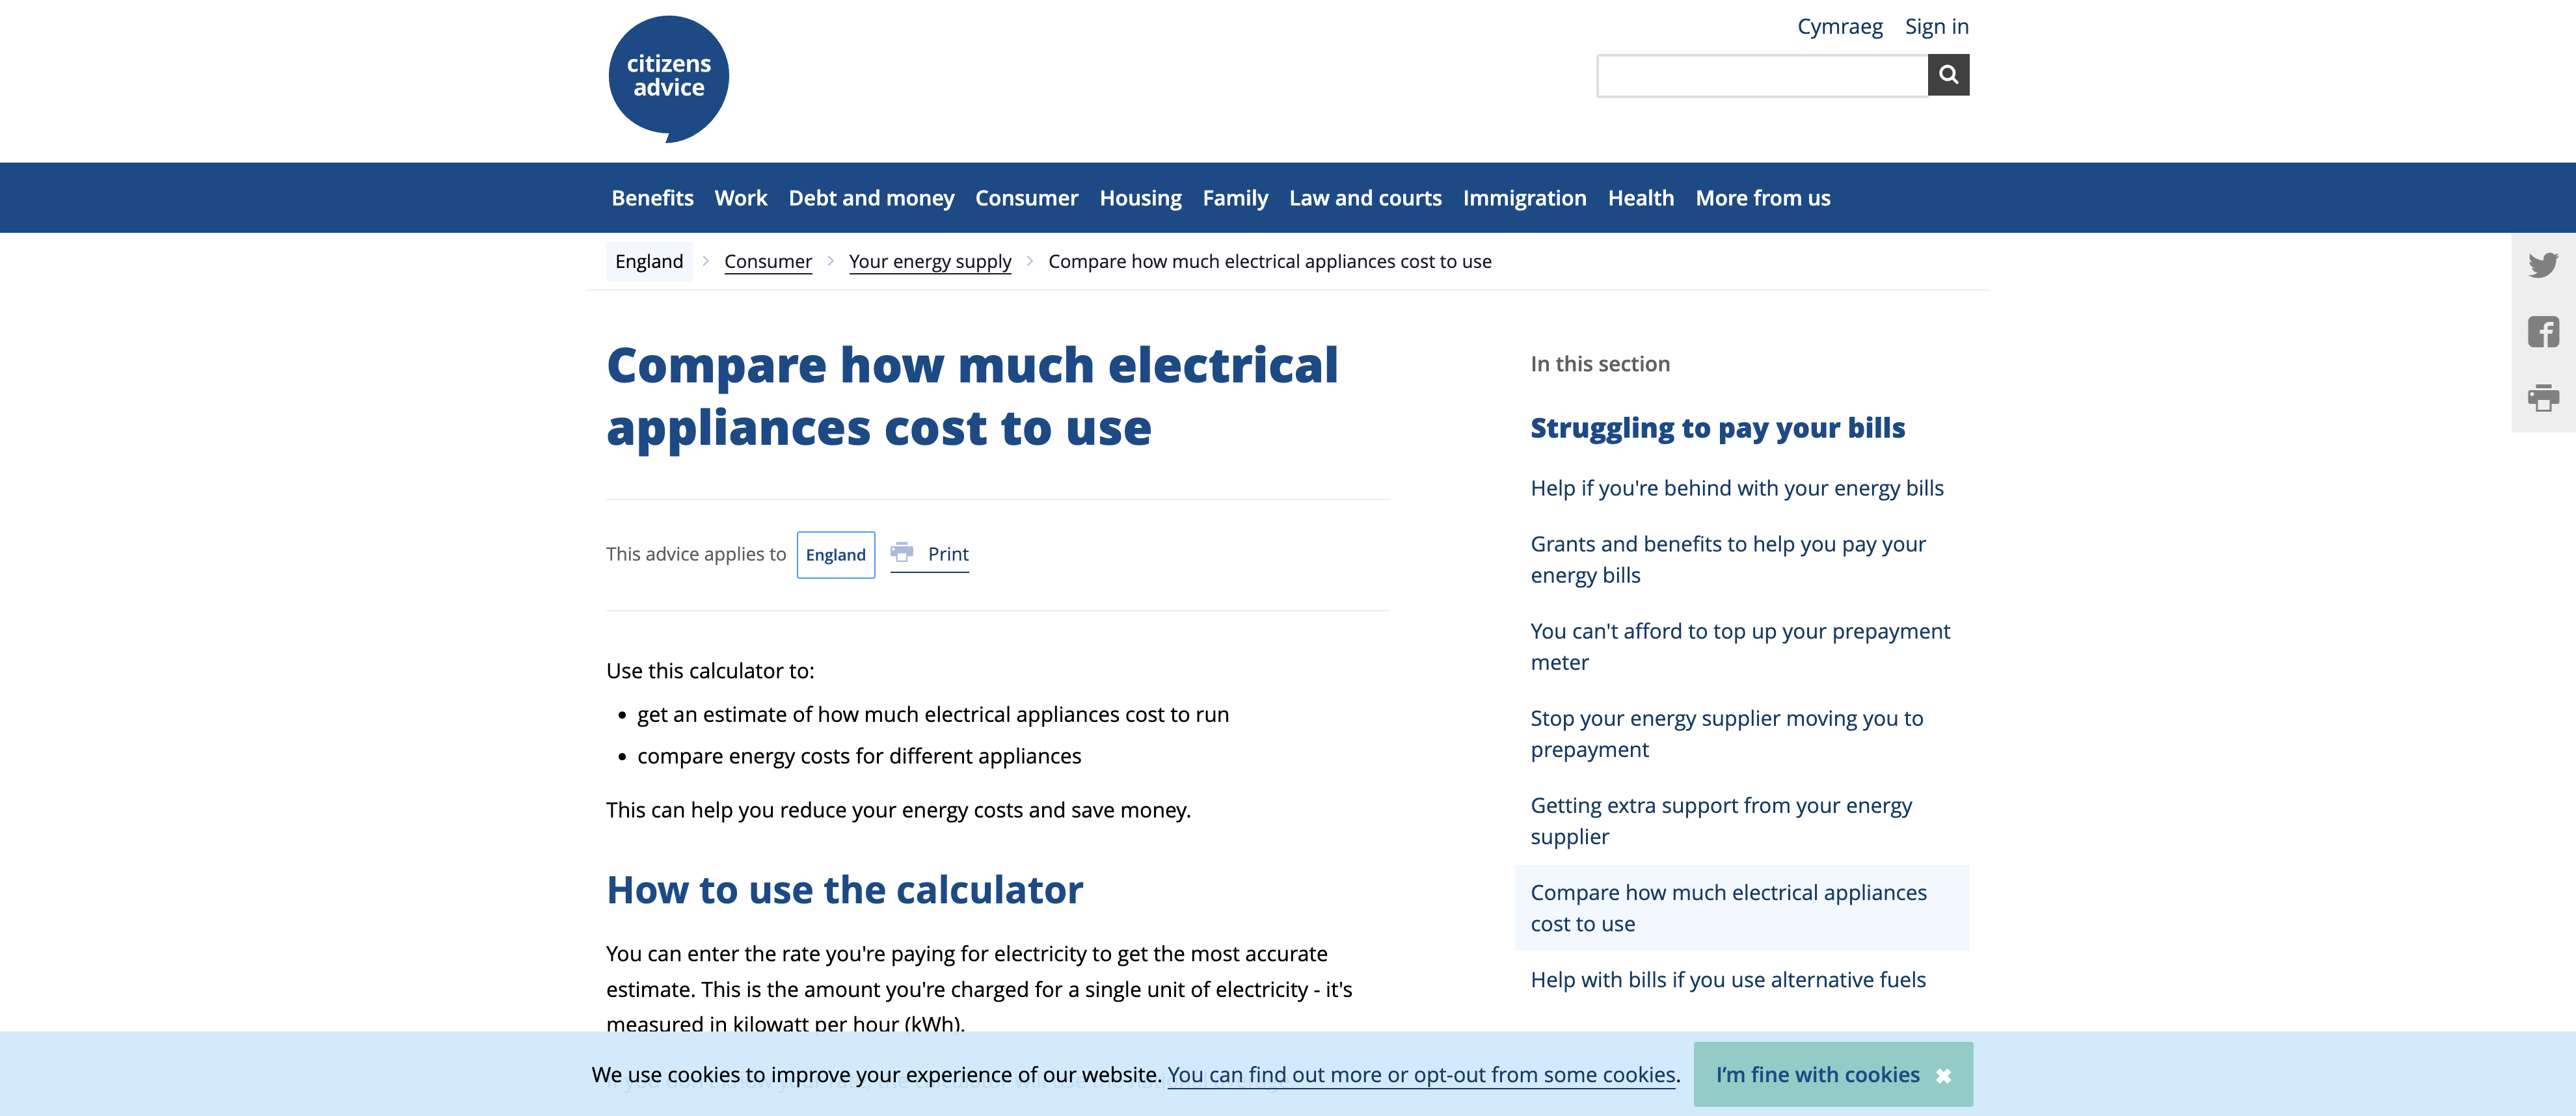 citizens
advice
Cymraeg Sign in
Benefits Work Debt and money Consumer Housing Family Law and courts Immigration Health More from us
England Consumer Your energy supply Compare how much electrical appliances cost to use
Compare how much electrical
appliances cost to use
This advice applies to England Print
Use this calculator to:
• get an estimate of how much electrical appliances cost to run
• compare energy costs for different appliances
This can help you reduce your energy costs and save money.
How to use the calculator
You can enter the rate you're paying for electricity to get the most accurate
estimate. This is the amount you're charged for a single unit of electricity - it's
measured in kilowatt per hour (kWh).
In this section
Struggling to pay your bills
Help if you're behind with your energy bills
Grants and benefits to help you pay your
energy bills
You can't afford to top up your prepayment
meter
Stop your energy supplier moving you to
prepayment
Getting extra support from your energy
supplier
Compare how much electrical appliances
cost to use
Help with bills if you use alternative fuels
We use cookies to improve your experience of our website. You can find out more or opt-out from some cookies. I’m fine with cookies ✖